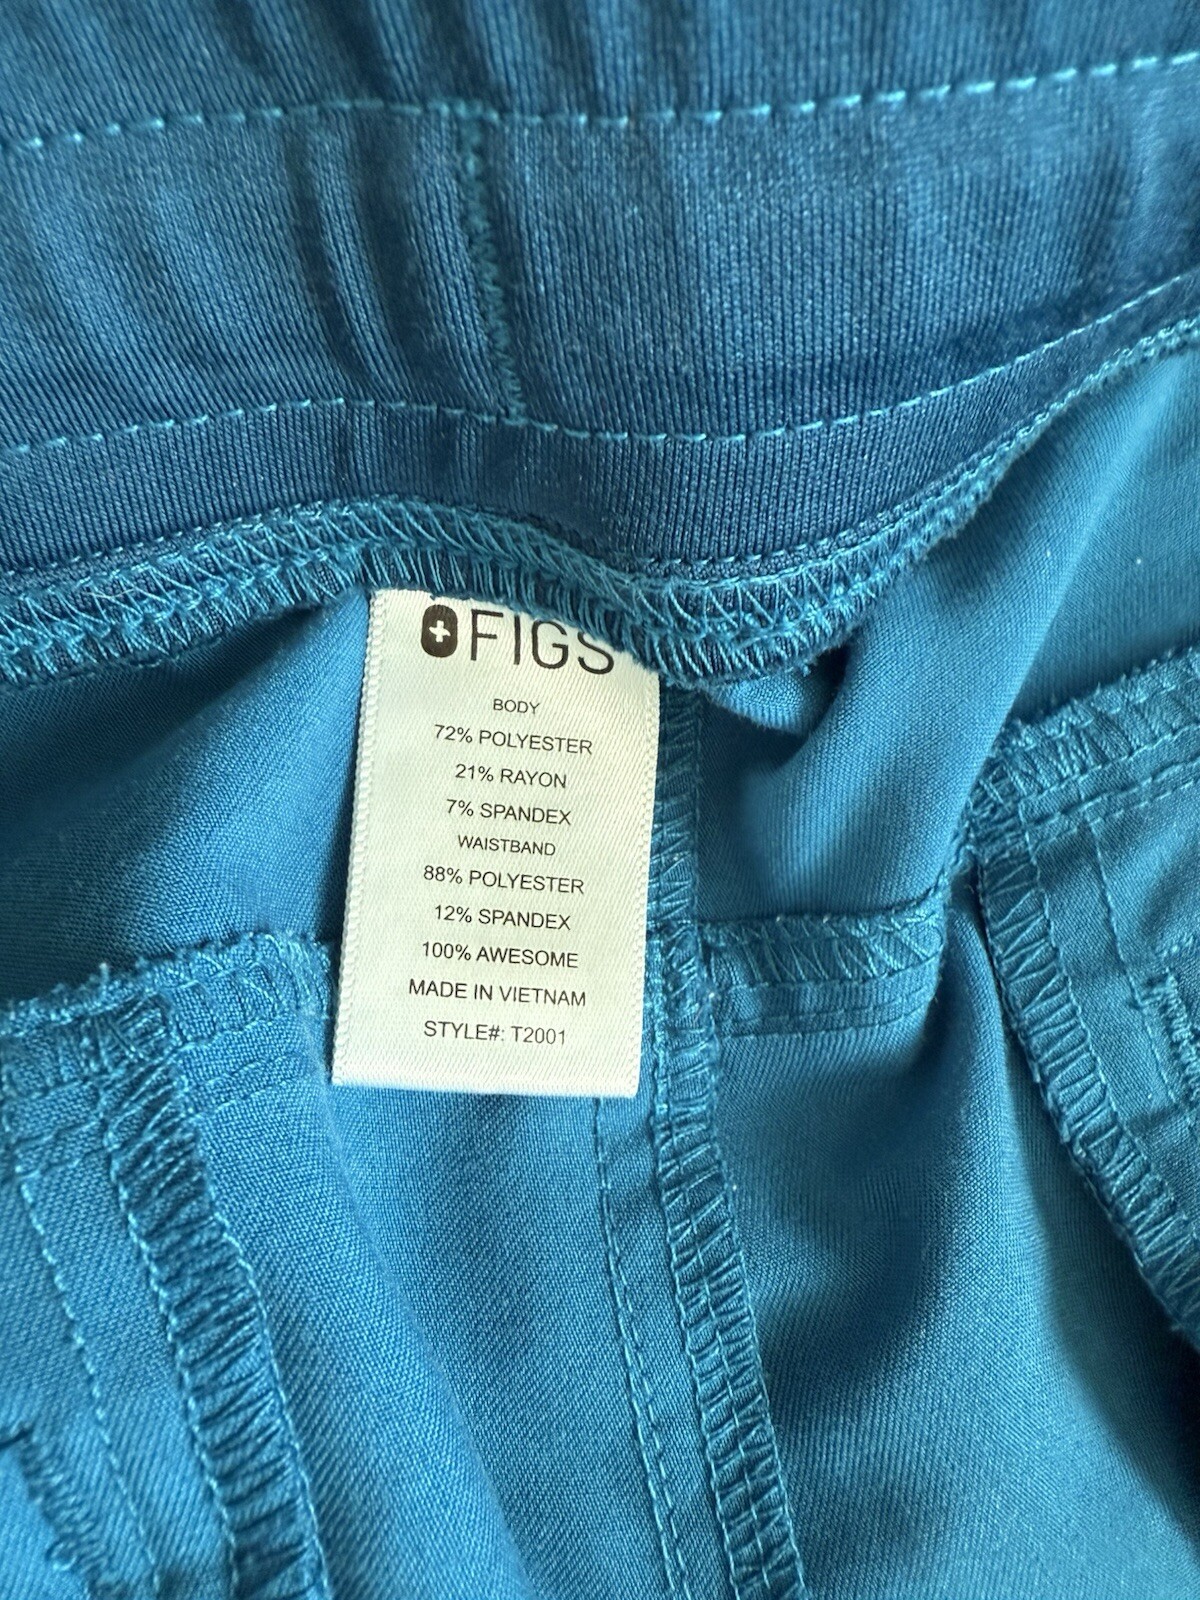 FIGS
BODY
72% POLYESTER
21% RAYON
7% SPANDEX
WAISTBAND
88% POLYESTER
12% SPANDEX
100% AWESOME
MADE IN VIETNAM
STYLE#: T2001